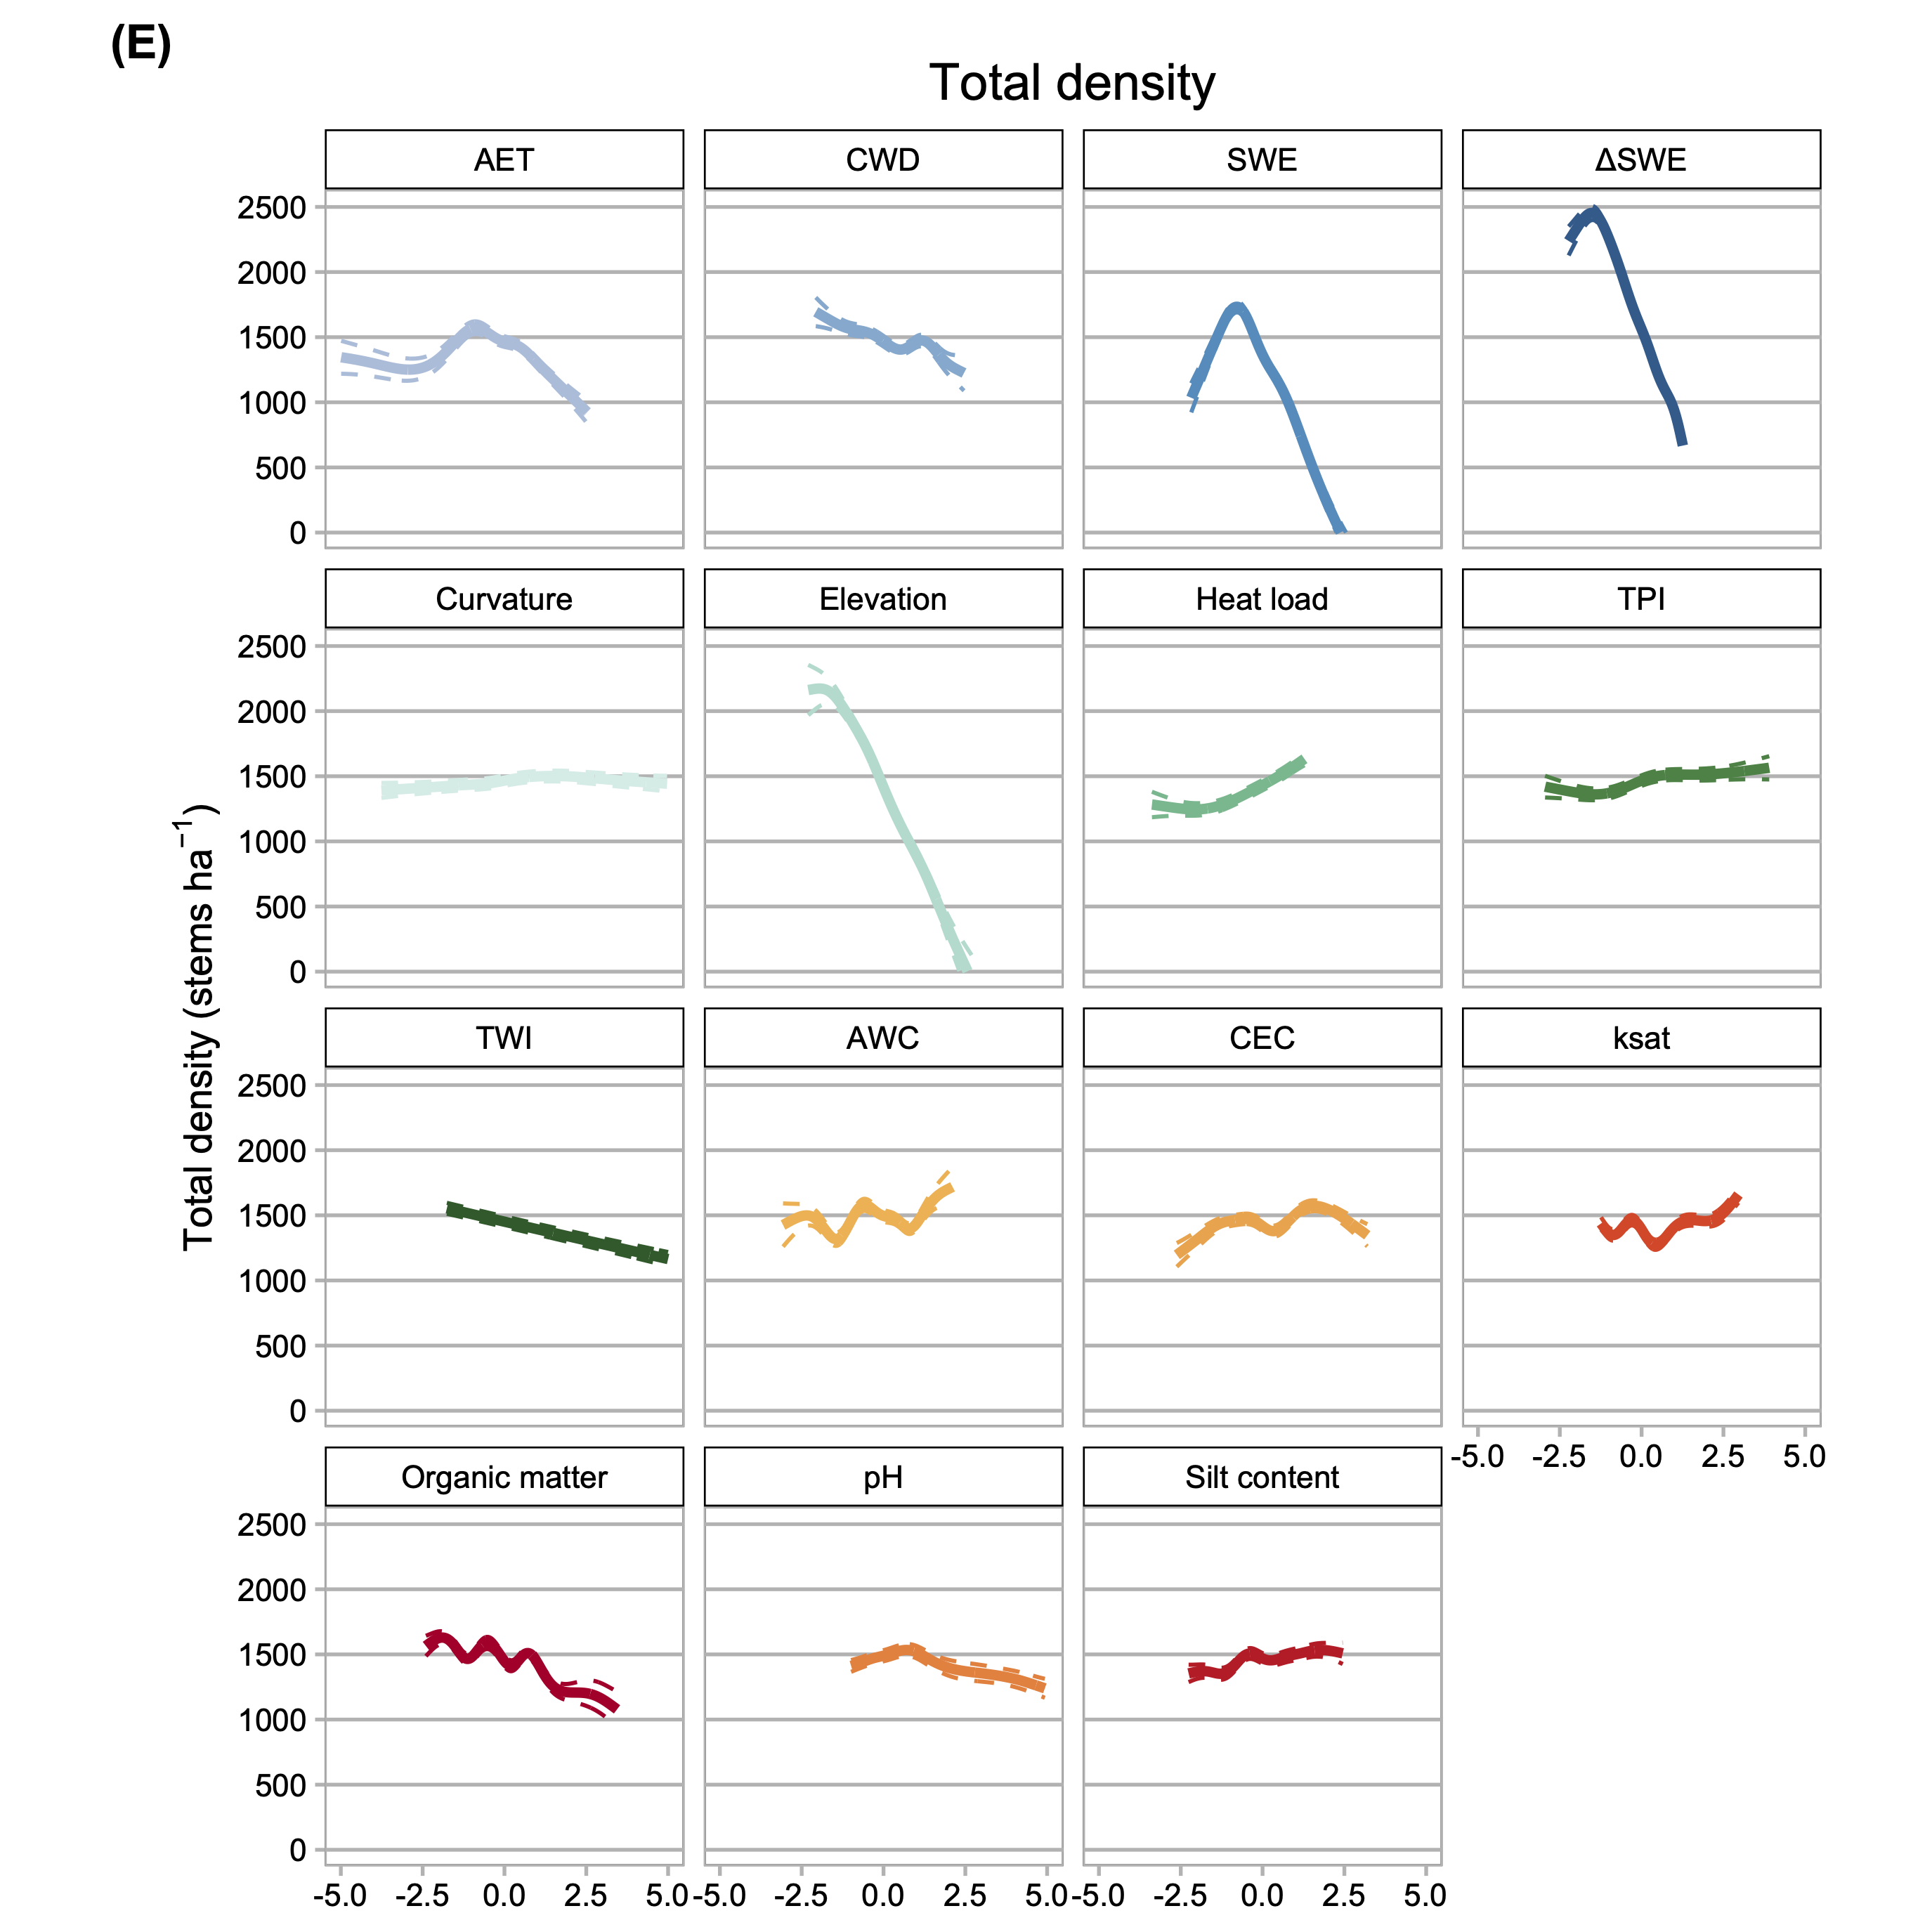 (E)
Total density
AET CWD SWE ΔSWE
2500
2000
1500
1000
500
0
Curvature Elevation Heat load TPI
2500
2000
1500
1000
500
0
Total density (stems ha⁻¹)
TWI AWC CEC ksat
2500
2000
1500
1000
500
0
-5.0 -2.5 0.0 2.5 5.0
Organic matter pH Silt content
2500
2000
1500
1000
500
0
-5.0 -2.5 0.0 2.5 5.0 -5.0 -2.5 0.0 2.5 5.0 -5.0 -2.5 0.0 2.5 5.0